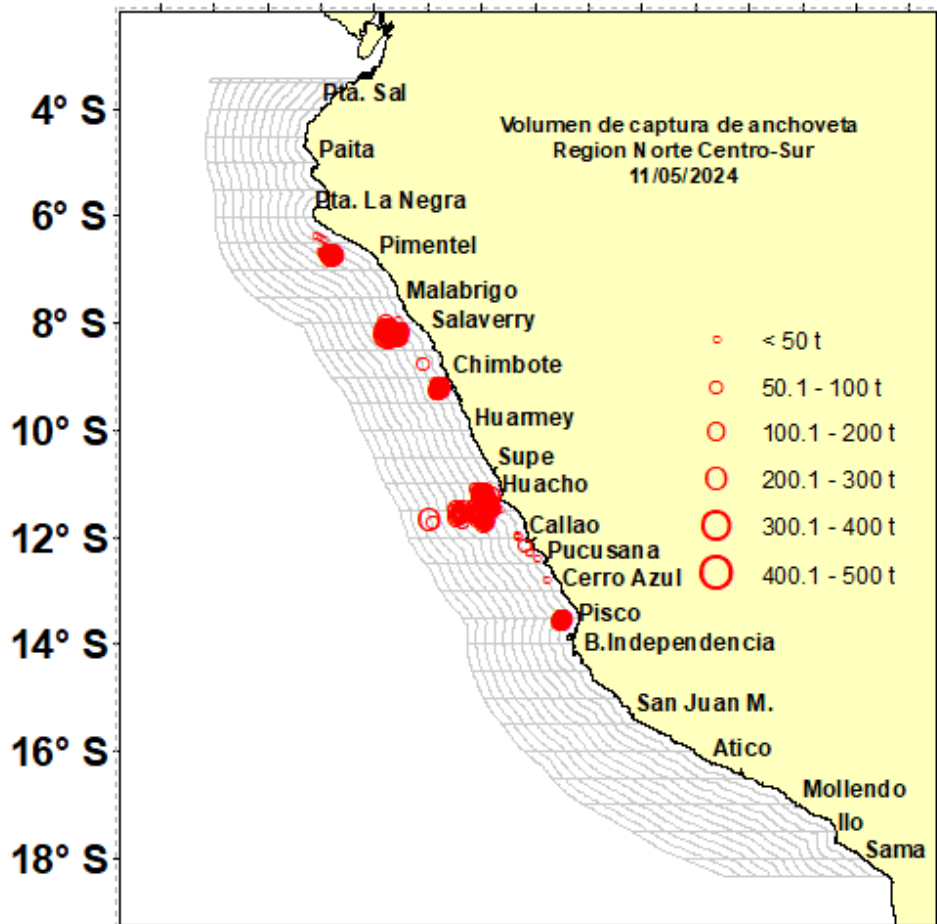 Volumen de captura de anchoveta
Region Norte Centro-Sur
11/05/2024
4° S
6° S
8° S
10° S
12° S
14° S
16° S
18° S
Pta. Sal
Paita
Pta. La Negra
Pimentel
Malabrigo
Salaverry
Chimbote
Huarmey
Supe
Huacho
Callao
Pucusana
Cerro Azul
Pisco
B.Independencia
San Juan M.
Atico
Mollendo
Ilo
Sama
< 50 t
50.1 - 100 t
100.1 - 200 t
200.1 - 300 t
300.1 - 400 t
400.1 - 500 t